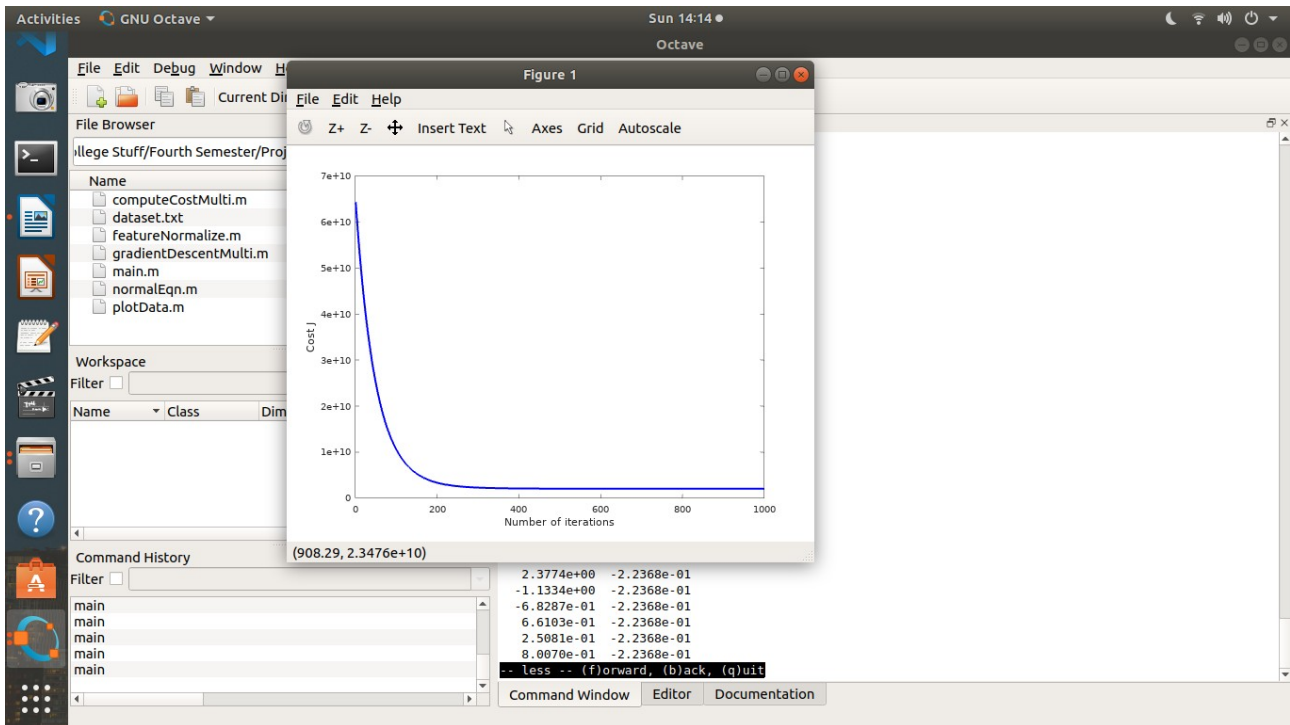 Activities GNU Octave Sun 14:14
Octave
File Edit Debug Window
Current Di
File Browser
llege Stuff/Fourth Semester/Proj
Name
computeCostMulti.m
dataset.txt
featureNormalize.m
gradientDescentMulti.m
main.m
normalEqn.m
plotData.m
Workspace
Filter
Name Class Dim
Command History
Filter
main
main
main
main
main
Figure 1
File Edit Help
Z+ Z- Insert Text Axes Grid Autoscale
7e+10
6e+10
5e+10
4e+10
3e+10
2e+10
1e+10
0
Cost J
0 200 400 600 800 1000
Number of iterations
(908.29, 2.3476e+10)
2.3774e+00 -2.2368e-01
-1.1334e+00 -2.2368e-01
-6.8287e-01 -2.2368e-01
6.6103e-01 -2.2368e-01
2.5081e-01 -2.2368e-01
8.0070e-01 -2.2368e-01
-- less -- (f)orward, (b)ack, (q)uit
Command Window Editor Documentation